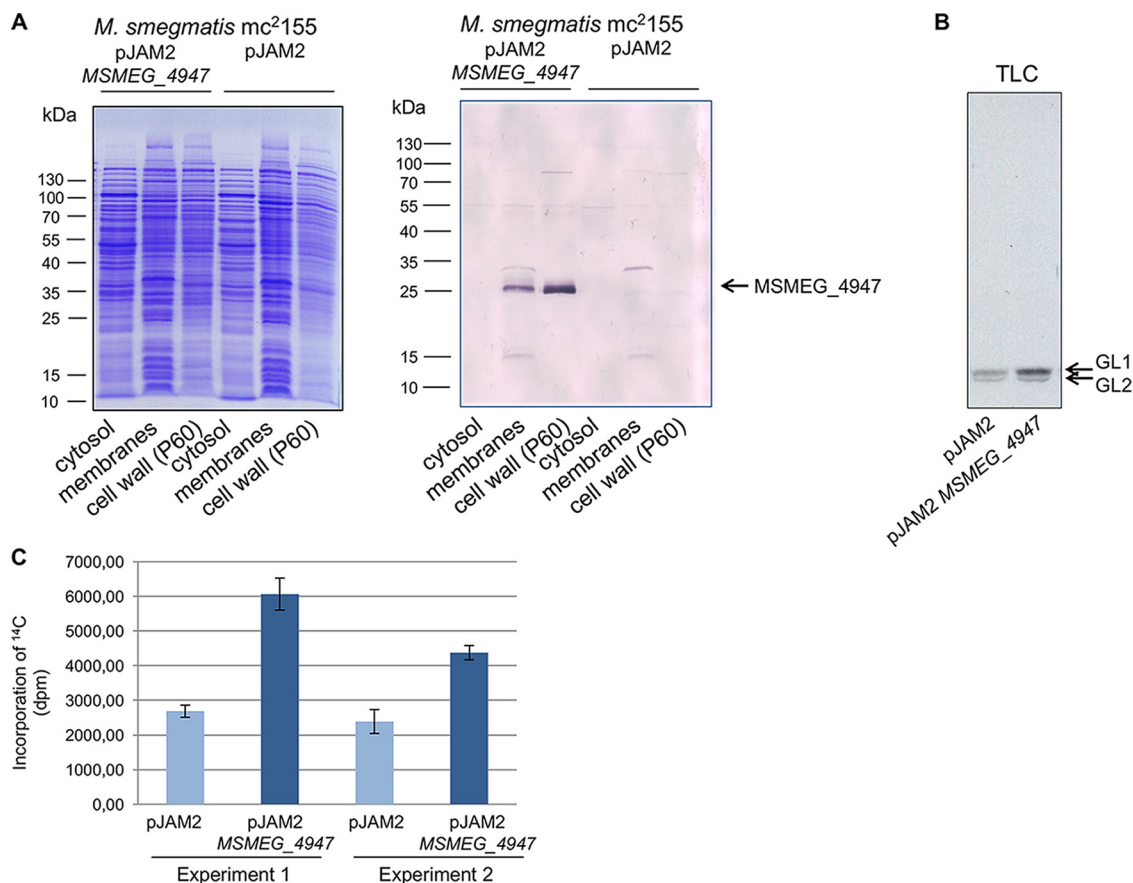 A
M. smegmatis mc²155
pJAM2
MSMEG_4947
pJAM2
kDa
130
100
70
55
40
35
25
15
10
cytosol
membranes
cell wall (P60)
cytosol
membranes
cell wall (P60)
M. smegmatis mc²155
pJAM2
MSMEG_4947
pJAM2
kDa
130
100
70
55
40
35
25
15
10
MSMEG_4947
cytosol
membranes
cell wall (P60)
cytosol
membranes
cell wall (P60)
B
TLC
GL1
GL2
pJAM2
pJAM2 MSMEG_4947
C
Incorporation of ¹⁴C
(dpm)
7000,00
6000,00
5000,00
4000,00
3000,00
2000,00
1000,00
0,00
pJAM2
pJAM2
MSMEG_4947
pJAM2
pJAM2
MSMEG_4947
Experiment 1
Experiment 2